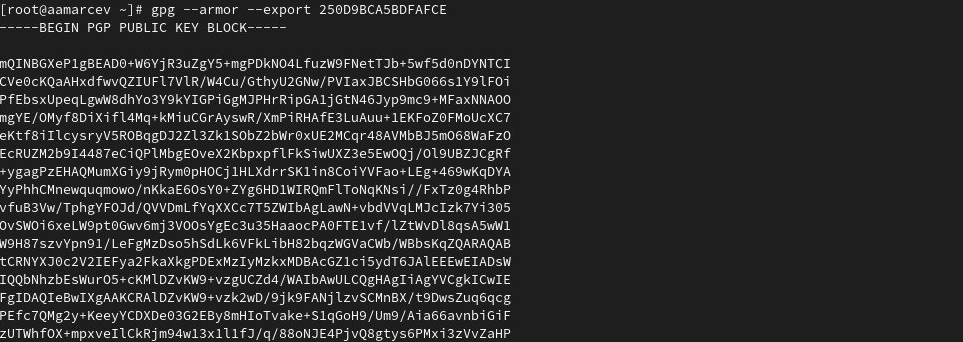 [root@aamarcev ~]# gpg --armor --export 250D9BCA5BDFAFCE
-----BEGIN PGP PUBLIC KEY BLOCK-----

mQINBGXeP1gBEAD0+W6YjR3uZgY5+mgPDkNO4LfuzW9FNetTJb+5wf5d0nDYNTCI
CVe0cKQaAHxdfwvQZIUFl7VlR/W4Cu/GthyU2GNw/PVIaxJBCSHbG066s1Y9lFOi
PfEbsxUpeqLgwW8dhYo3Y9kYIGPiGgMJPHrRipGA1jGtN46Jyp9mc9+MFaxNNAOO
mgYE/OMyf8DiXifl4Mq+kMiuCGrAyswR/XmPiRHAfE3LuAuu+1EKFoZ0FMoUcXC7
eKtf8iIlcysryV5ROBqgDJ2Zl3Zk1SObZ2bWr0xUE2MCqr48AVMbBJ5mO68WaFzO
EcRUZM2b9I4487eCiQPlMbgEOveX2KbpxpflFkSiwUXZ3e5EwOQj/Ol9UBZJCgRf
+ygagPzEHAQMumXGiy9jRym0pHOCj1HLXdrrSK1in8CoiYVFao+LEg+469wKqDYA
YyPhhCMnewquqmowo/nKkaE6OsY0+ZYg6HD1WIRQmFlToNqKNsi//FxTz0g4RhbP
vfuB3Vw/TphgYFOJd/QVVDmLfYqXXCc7T5ZWIbAgLawN+vbdVVqLMJcIzk7Yi305
OvSWOi6xeLW9pt0Gwv6mj3VOOsYgEc3u35HaaocPA0FTE1vf/lZtWvDl8qsA5wW1
W9H87szvYpn91/LeFgMzDso5hSdLk6VFkLibH82bqzWGVaCWb/WBbsKqZQARAQAB
tCRNYXJ0c2V2IEFya2FkaXkgPDExMzIyMzkxMDBAcGZ1ci5ydT6JAlEEEwEIADsW
IQQbNhzbEsWurO5+cKMlDZvKW9+vzgUCZd4/WAIbAwULCQgHAgIiAgYVCgkICwIE
FgIDAQIeBwIXgAAKCRAlDZvKW9+vzk2wD/9jk9FANjlzvSCMnBX/t9DwsZuq6qcg
PEfc7QMg2y+KeeyYCDXDe03G2EBy8mHIoTvake+S1qGoH9/Um9/Aia66avnbiGiF
zUTWhfOX+mpxveIlCkRjm94w13x1l1fJ/q/88oNJE4PjvQ8gtys6PMxi3zVvZaHP